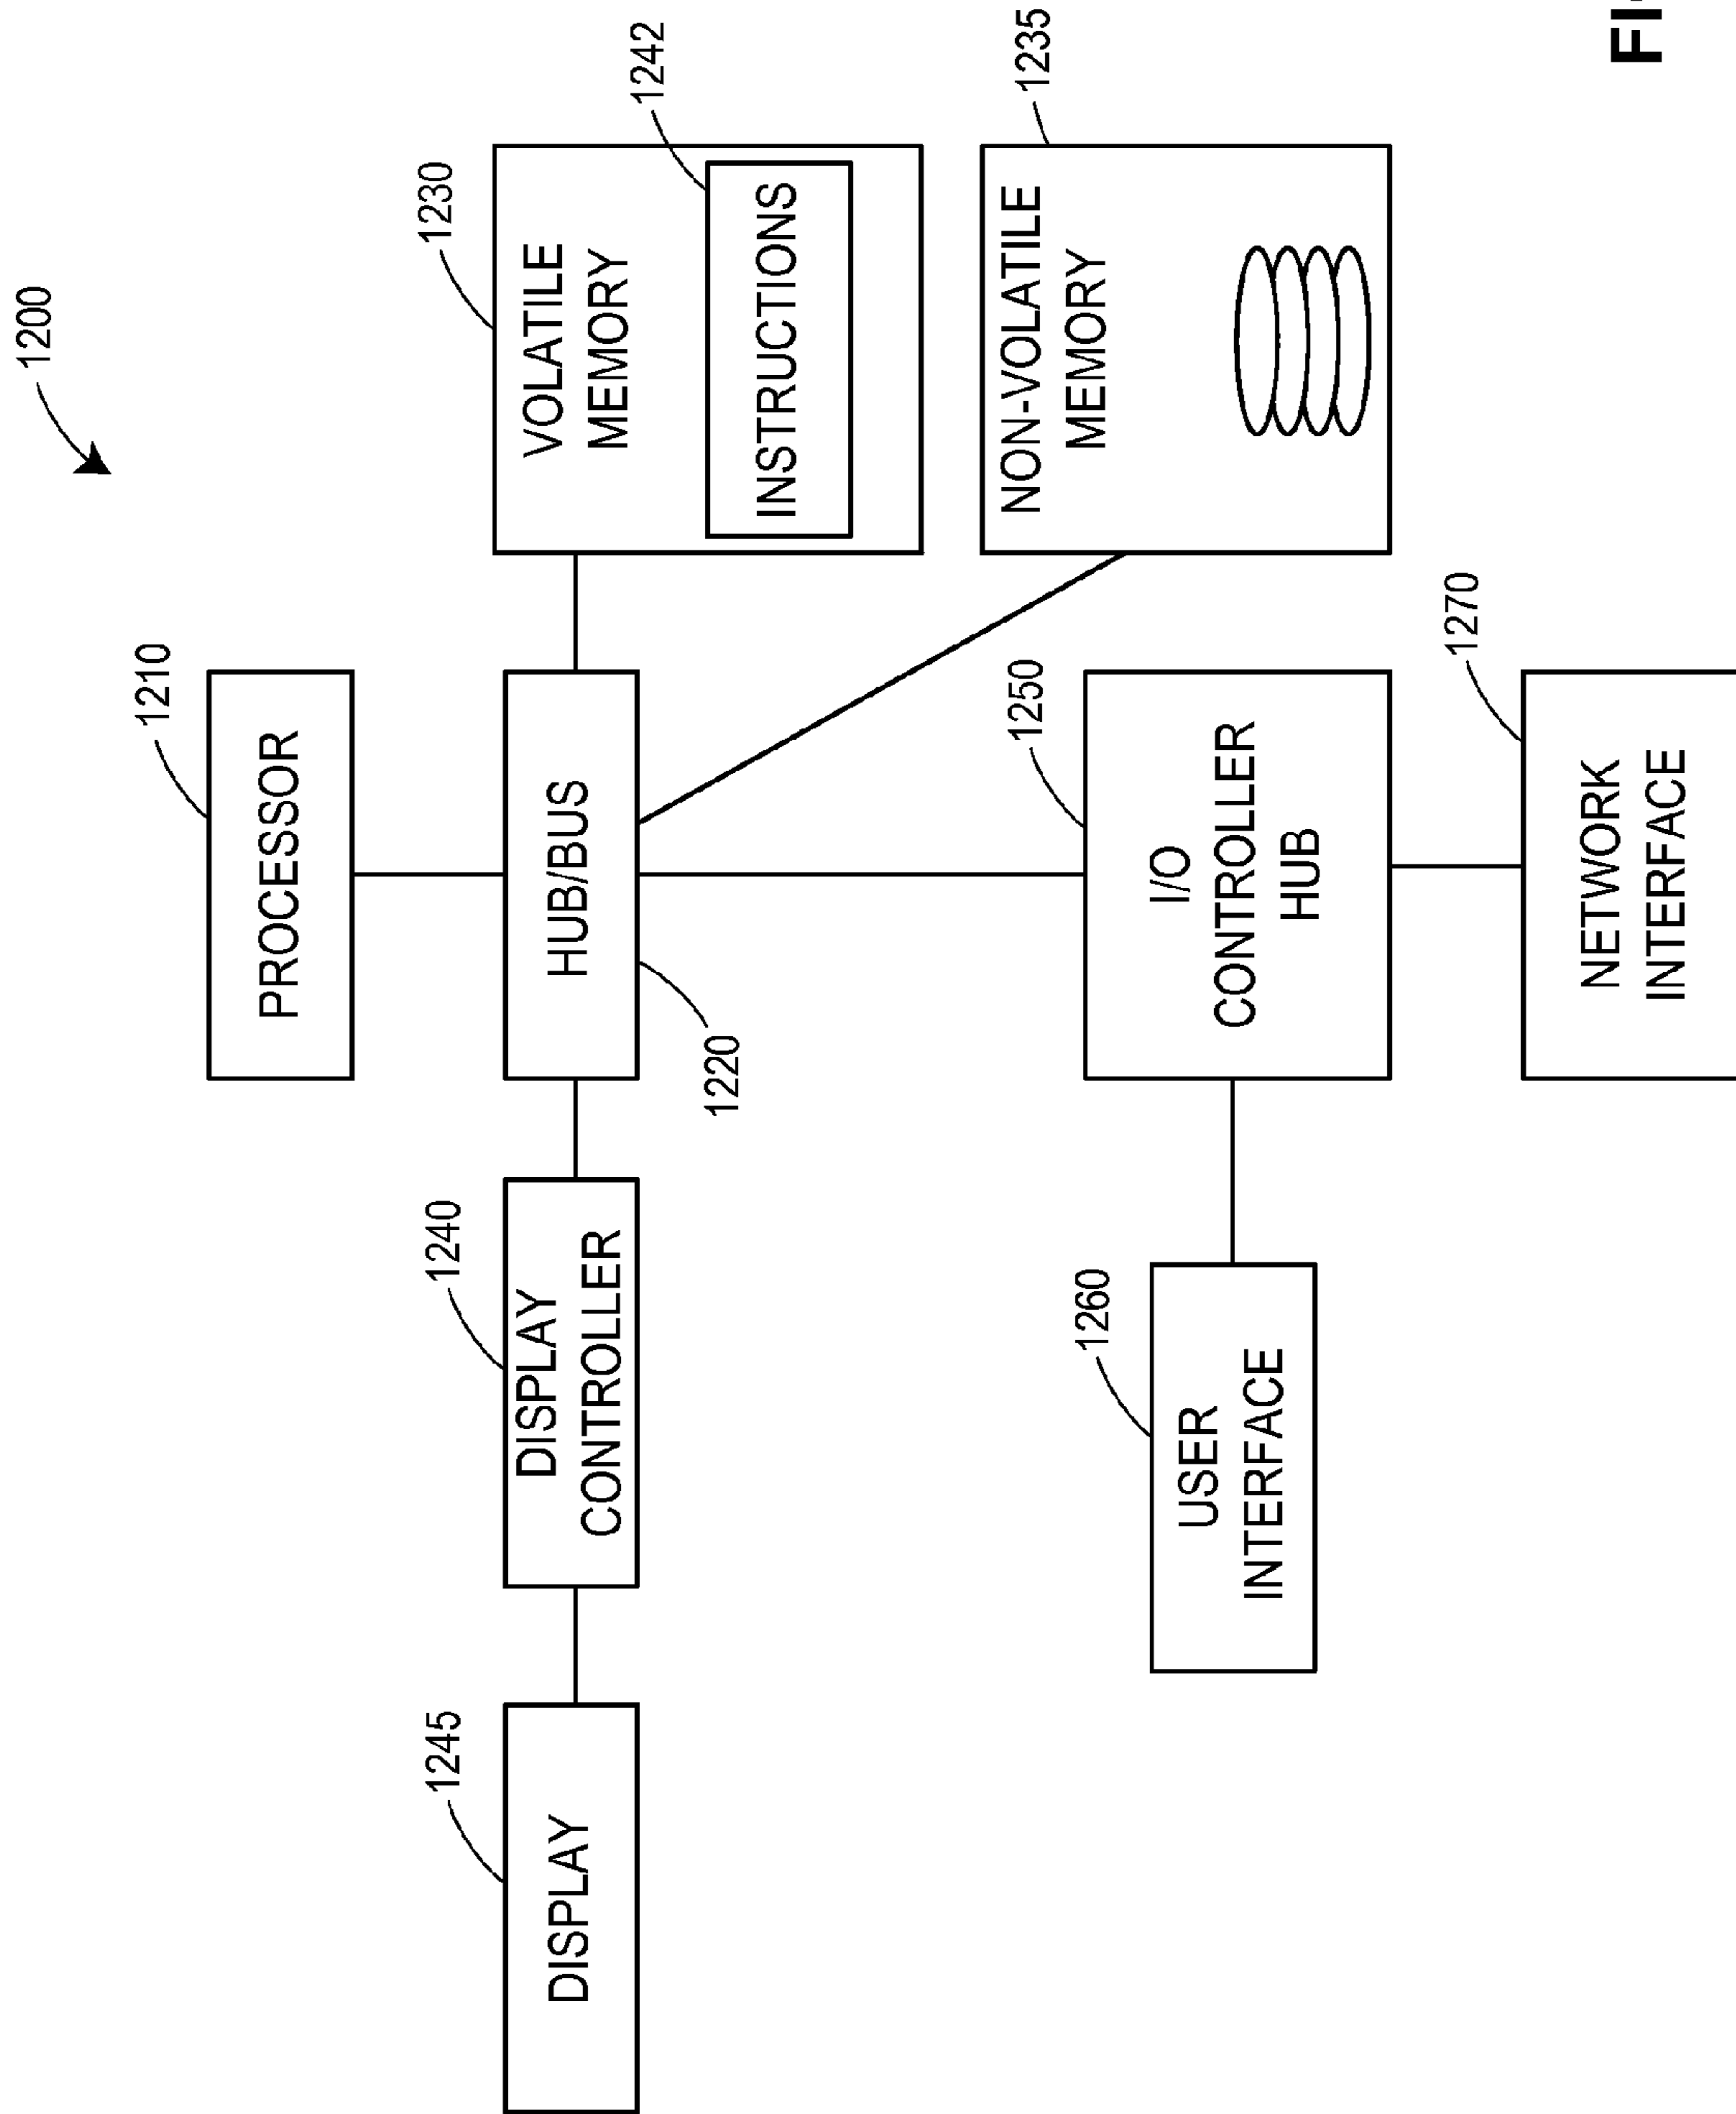 1200
1210
PROCESSOR
1245
1240
1230
DISPLAY
DISPLAY
CONTROLLER
HUB/BUS
1220
VOLATILE
MEMORY
1242
INSTRUCTIONS
1260
1250
1235
USER
INTERFACE
I/O
CONTROLLER
HUB
NON-VOLATILE
MEMORY
1270
NETWORK
INTERFACE